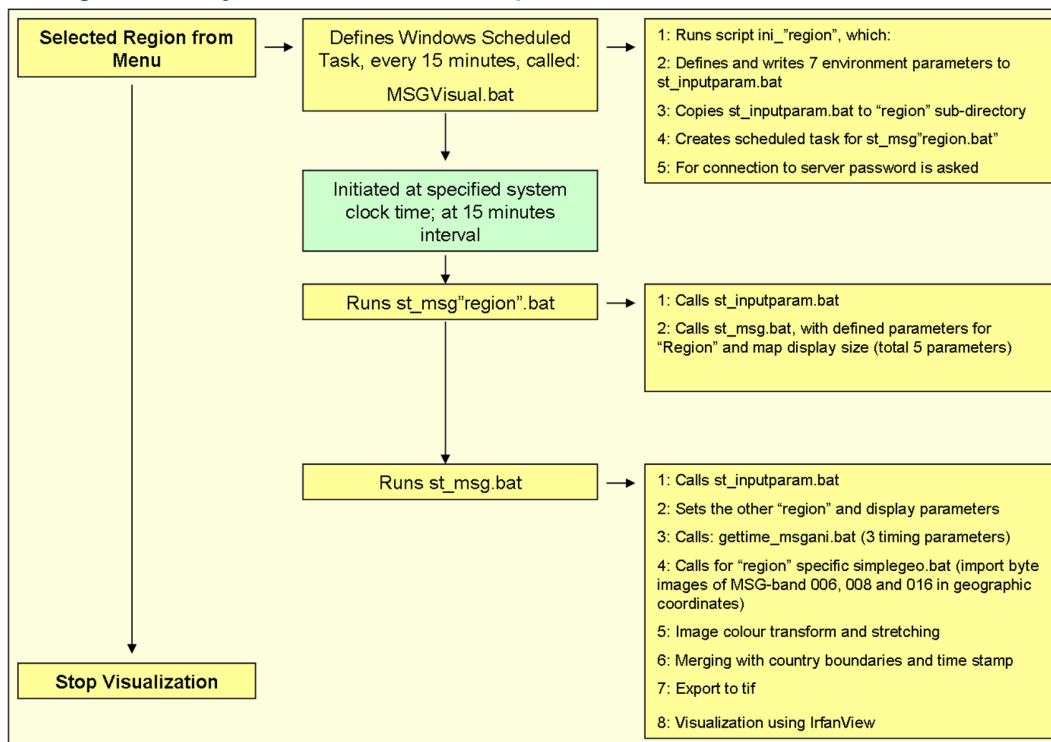 Selected Region from
Menu
Defines Windows Scheduled
Task, every 15 minutes, called:
MSGVisual.bat
1: Runs script ini_"region", which:
2: Defines and writes 7 environment parameters to
st_inputparam.bat
3: Copies st_inputparam.bat to “region” sub-directory
4: Creates scheduled task for st_msg”region.bat”
5: For connection to server password is asked
Initiated at specified system
clock time; at 15 minutes
interval
Runs st_msg”region”.bat
1: Calls st_inputparam.bat
2: Calls st_msg.bat, with defined parameters for
“Region” and map display size (total 5 parameters)
Runs st_msg.bat
1: Calls st_inputparam.bat
2: Sets the other “region” and display parameters
3: Calls: gettime_msgani.bat (3 timing parameters)
4: Calls for “region” specific simplegeo.bat (import byte
images of MSG-band 006, 008 and 016 in geographic
coordinates)
5: Image colour transform and stretching
6: Merging with country boundaries and time stamp
7: Export to tif
8: Visualization using IrfanView
Stop Visualization